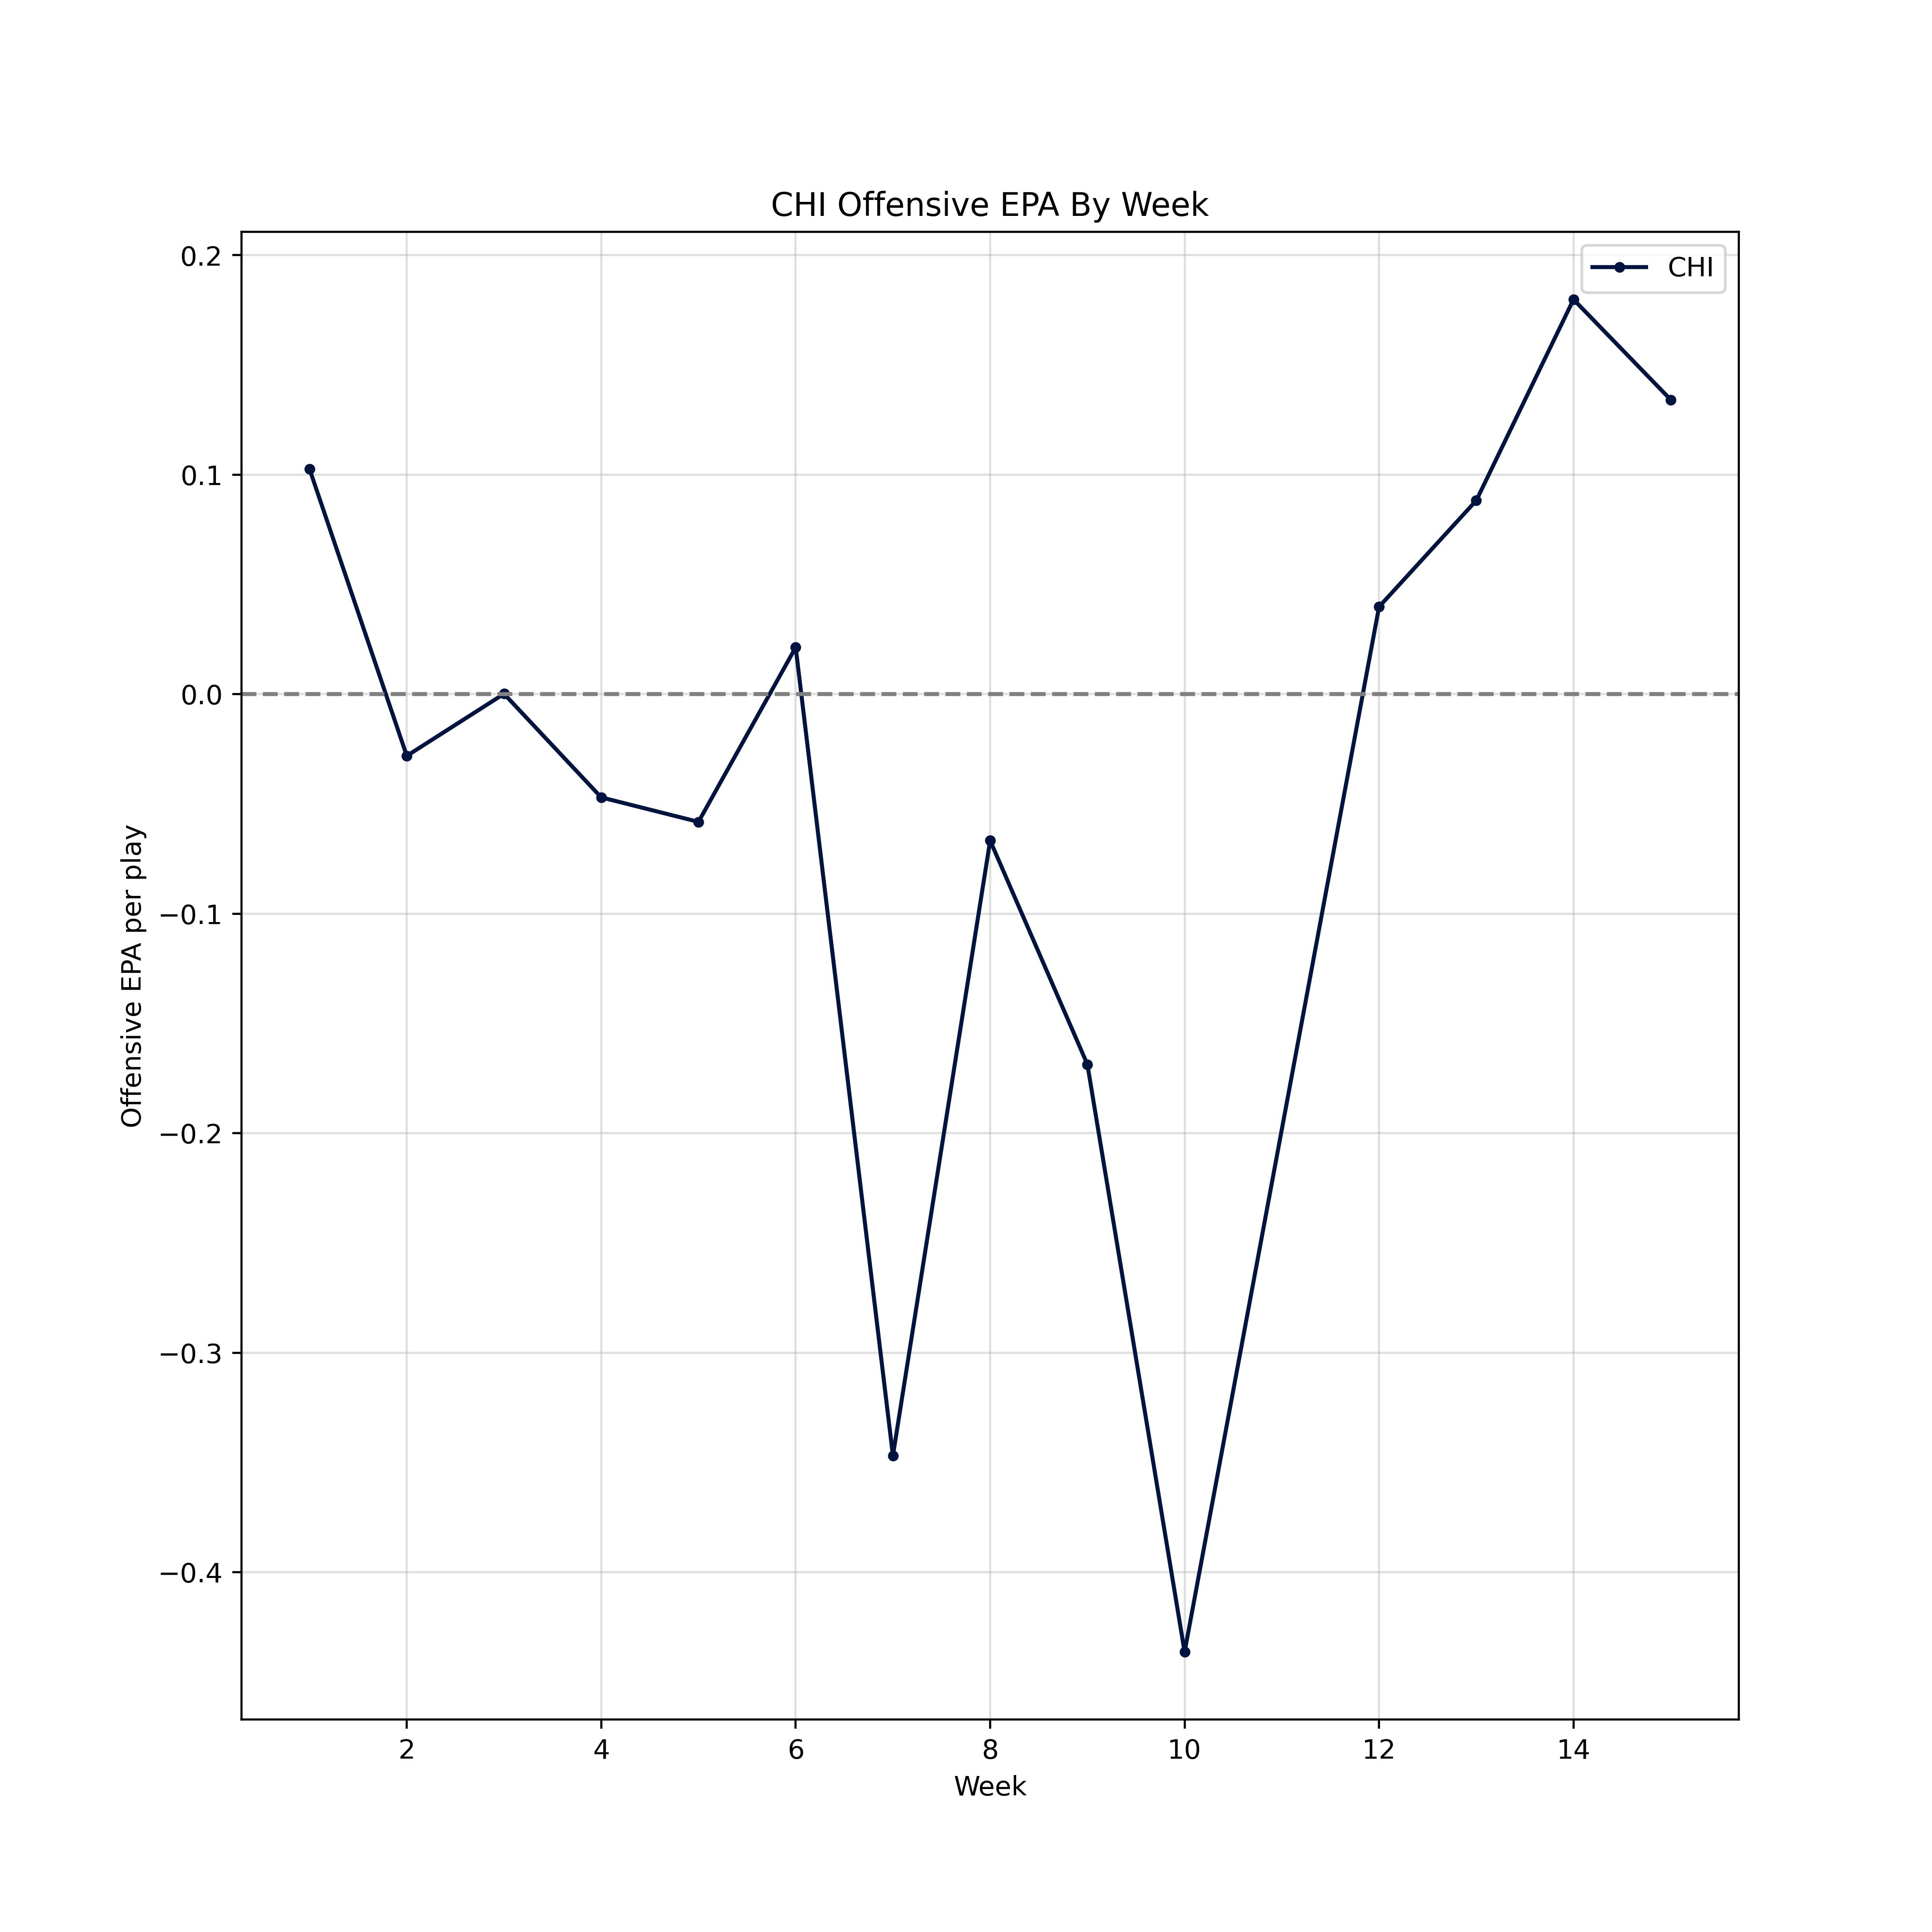 CHI Offensive EPA By Week
CHI
0.2
0.1
0.0
−0.1
−0.2
−0.3
−0.4
Offensive EPA per play
2 4 6 8 10 12 14
Week